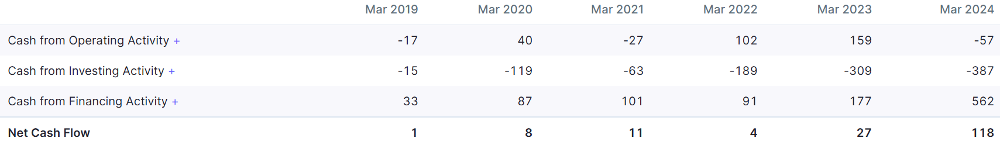 Mar 2019 Mar 2020 Mar 2021 Mar 2022 Mar 2023 Mar 2024
Cash from Operating Activity + -17 40 -27 102 159 -57
Cash from Investing Activity + -15 -119 -63 -189 -309 -387
Cash from Financing Activity + 33 87 101 91 177 562
Net Cash Flow 1 8 11 4 27 118